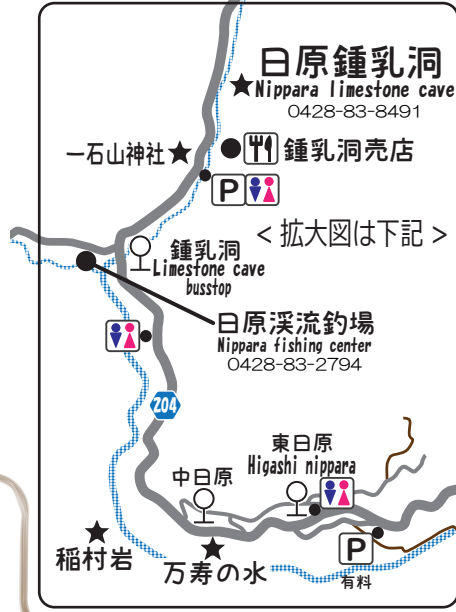 日原鍾乳洞
Nippara limestone cave
0428-83-8491
一石山神社
鍾乳洞売店
P
< 拡大図は下記 >
鍾乳洞
Limestone cave
busstop
日原渓流釣場
Nippara fishing center
0428-83-2794
204
東日原
Higashi nippara
中日原
稲村岩
万寿の水
P
有料